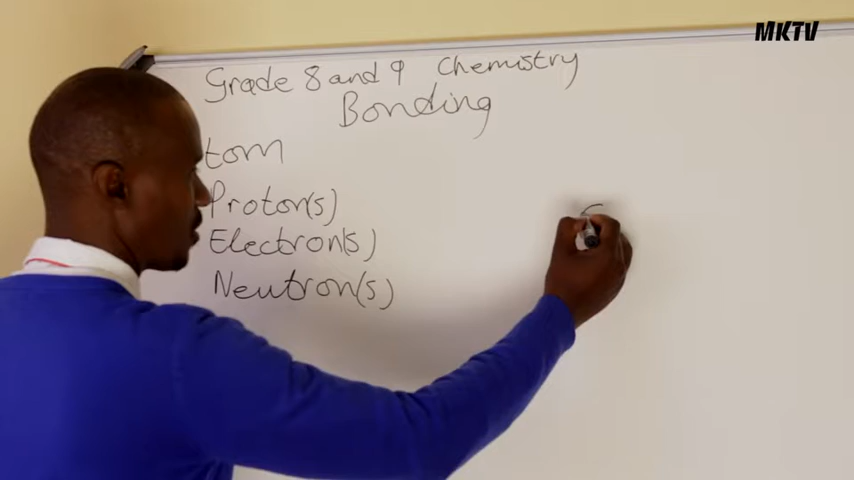 MKTV
Grade 8 and 9 Chemistry
Bonding
tom
Proton(s)
Electron(s)
Neutron(s)